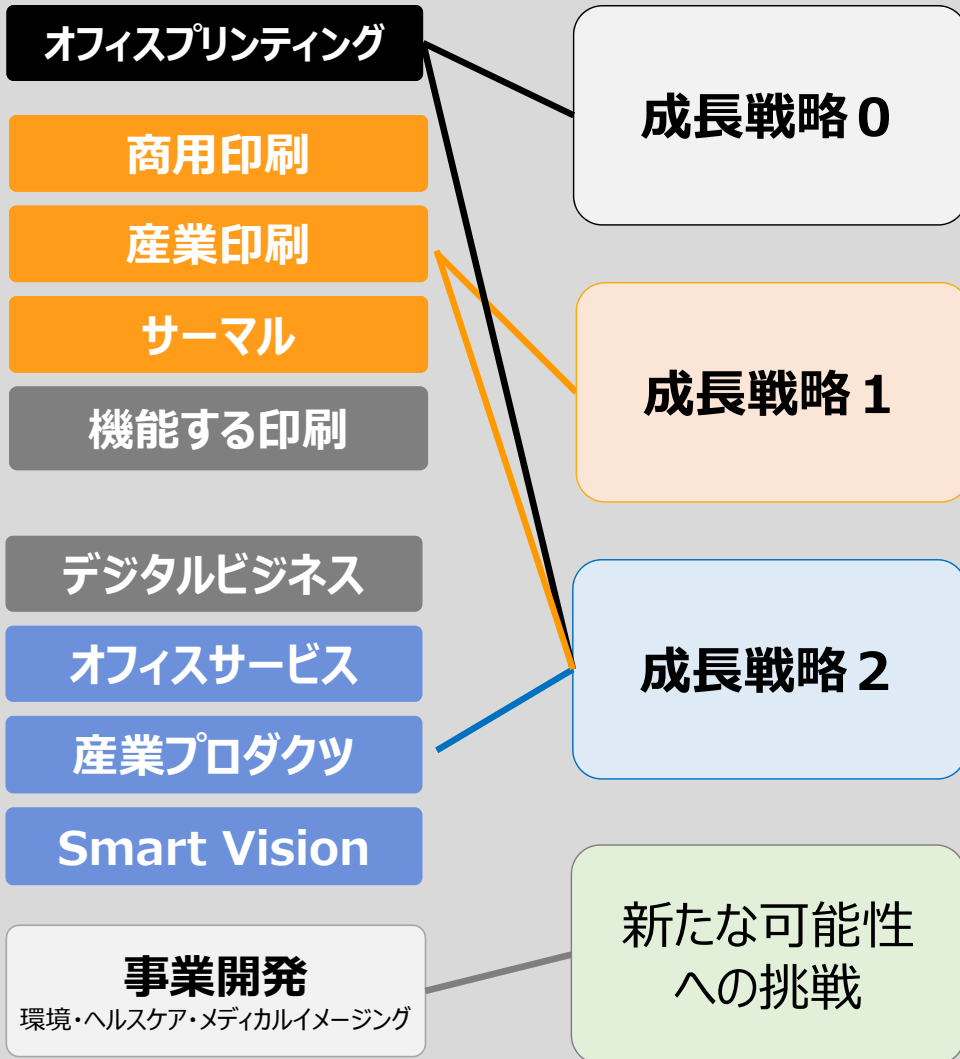 オフィスプリンティング
商用印刷
産業印刷
サーマル
機能する印刷
デジタルビジネス
オフィスサービス
産業プロダクツ
Smart Vision
事業開発
環境・ヘルスケア・メディカルイメージング
成長戦略０
成長戦略１
成長戦略２
新たな可能性
への挑戦